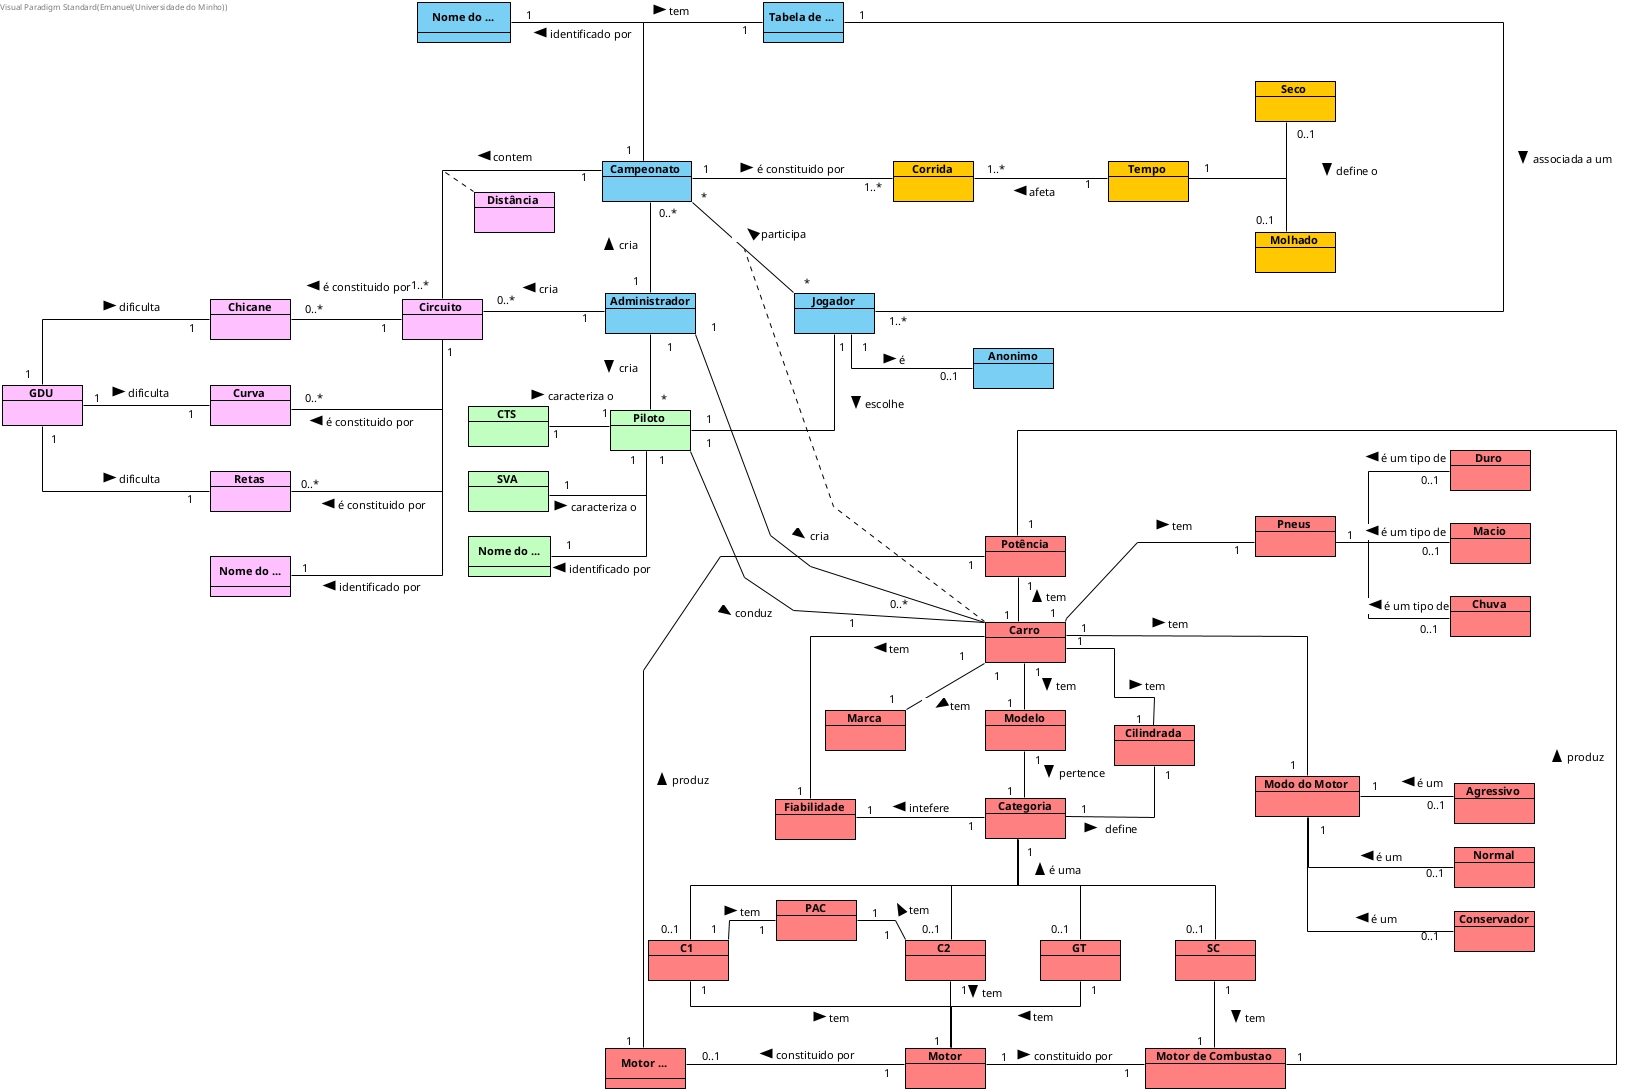 Visual Paradigm Standard(Emanuel(Universidade do Minho))
Nome do ...
1
tem
1
identificado por
Tabela de ...
1
Seco
0..1
define o
associada a um
1
contem
1
Campeonato
1
é constituido por
1..*
Corrida
1..*
afeta
1
Tempo
1
0..1
Molhado
Distância
0..*
*
participa
*
cria
1
dificulta
1
Chicane
é constituido por
0..*
1
1..*
Circuito
0..*
cria
1
Administrador
1
1
Jogador
1..*
1
1
1
é
0..1
Anonimo
1
GDU
1
dificulta
1
Curva
0..*
é constituido por
cria
*
escolhe
caracteriza o
CTS
1
1
Piloto
1
1
1
1
1
dificulta
1
Retas
0..*
é constituido por
SVA
1
caracteriza o
Nome do ...
1
identificado por
Nome do ...
1
identificado por
cria
0..*
conduz
Potência
1
1
1
tem
1
tem
1
1
Pneus
1
é um tipo de
0..1
Duro
é um tipo de
0..1
Macio
é um tipo de
0..1
Chuva
Carro
1
tem
1
tem
1
1
tem
1
Marca
1
tem
1
Modelo
1
tem
1
Cilindrada
1
pertence
1
produz
produz
1
Fiabilidade
1
intefere
1
Categoria
1
define
1
Modo do Motor
1
é um
0..1
Agressivo
1
é um
0..1
Normal
é um
0..1
Conservador
1
é uma
0..1
C1
1
tem
1
PAC
1
tem
1
0..1
C2
0..1
GT
0..1
SC
1
1
tem
1
1
tem
tem
tem
1
Motor ...
0..1
constituido por
1
1
Motor
1
constituido por
1
1
Motor de Combustao
1